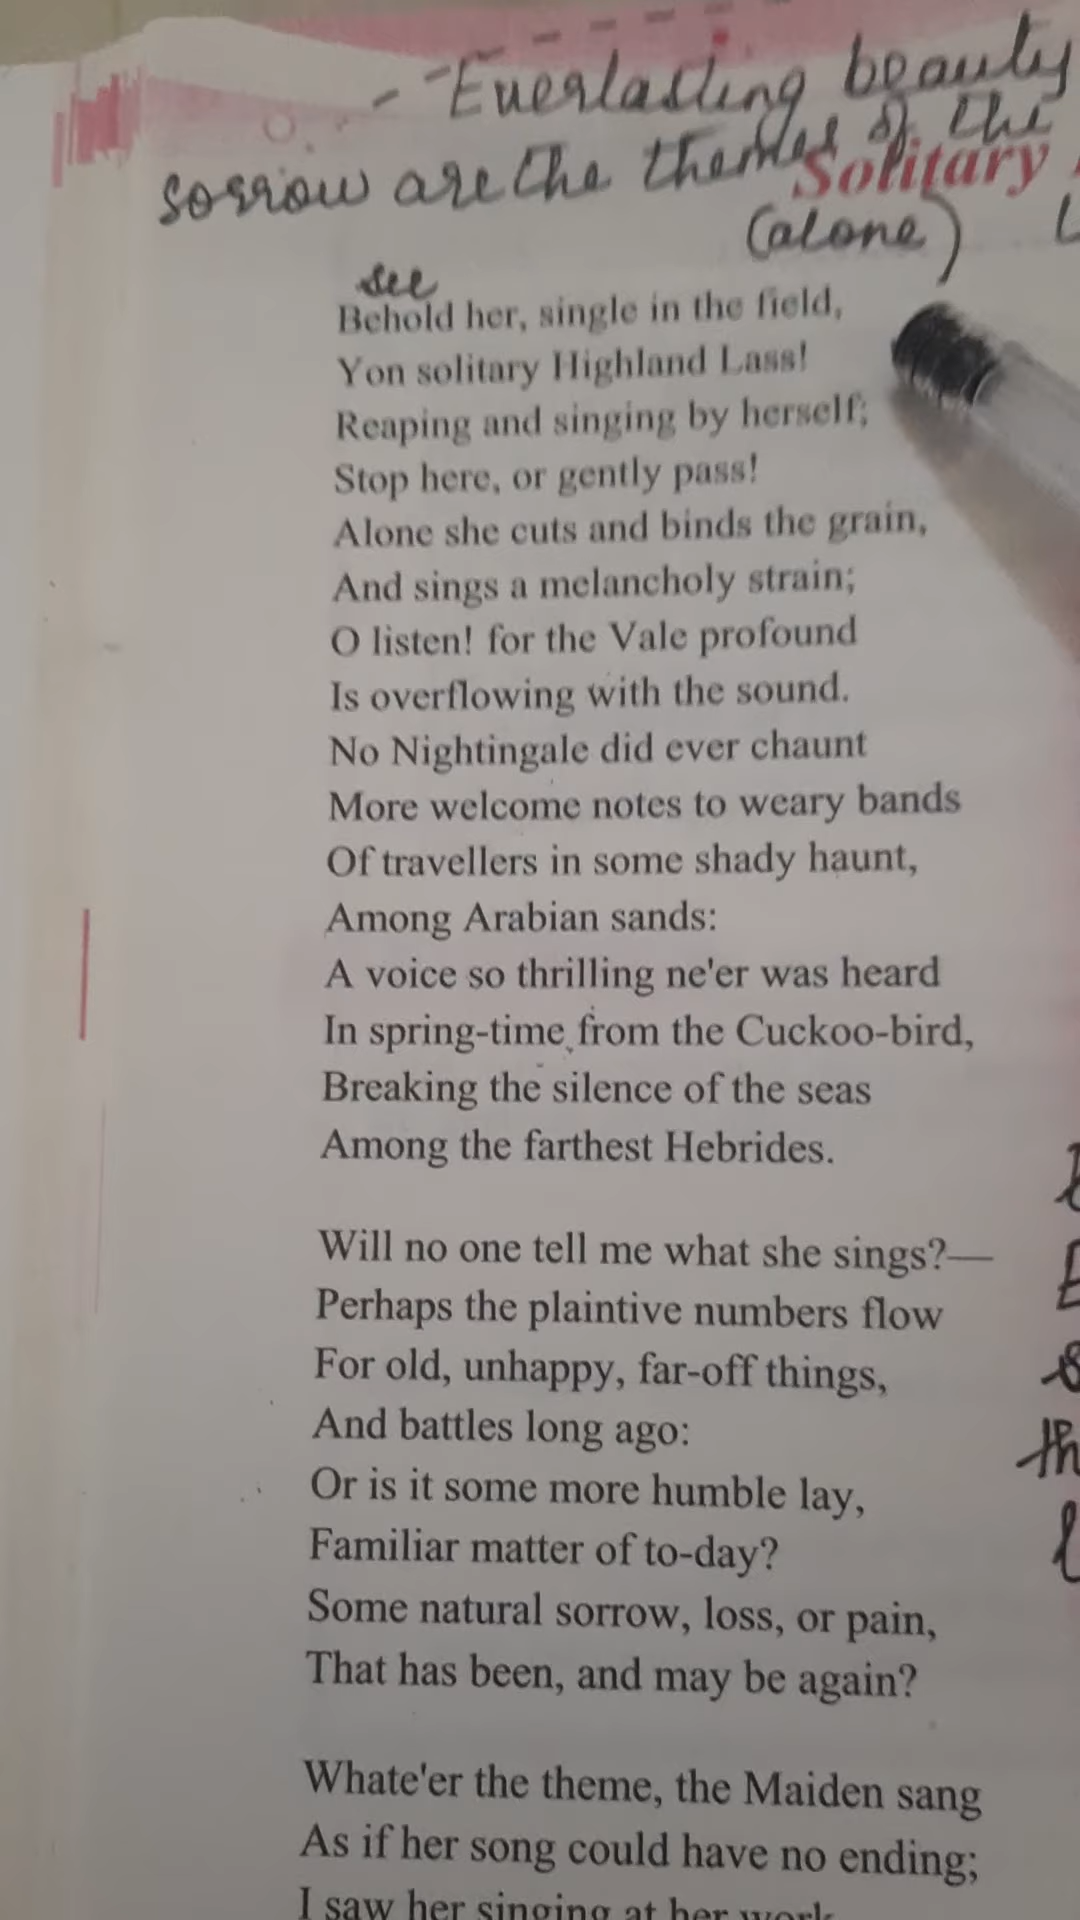 - Everlasting beauty
sorrow are the themes of the
Solitary
(alone)
see
Behold her, single in the field,
Yon solitary Highland Lass!
Reaping and singing by herself;
Stop here, or gently pass!
Alone she cuts and binds the grain,
And sings a melancholy strain;
O listen! for the Vale profound
Is overflowing with the sound.
No Nightingale did ever chaunt
More welcome notes to weary bands
Of travellers in some shady haunt,
Among Arabian sands:
A voice so thrilling ne'er was heard
In spring-time from the Cuckoo-bird,
Breaking the silence of the seas
Among the farthest Hebrides.
Will no one tell me what she sings?—
Perhaps the plaintive numbers flow
For old, unhappy, far-off things,
And battles long ago:
Or is it some more humble lay,
Familiar matter of to-day?
Some natural sorrow, loss, or pain,
That has been, and may be again?
Whate'er the theme, the Maiden sang
As if her song could have no ending;
I saw her singing at her work